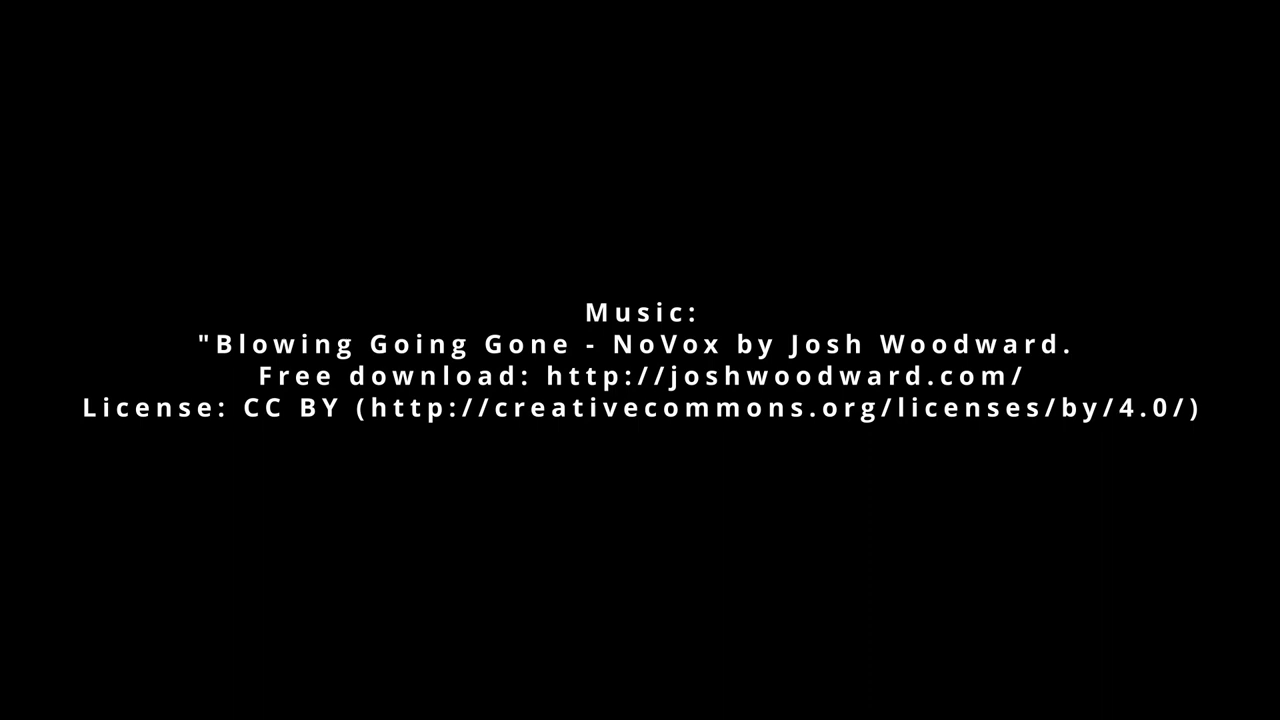 Music:
"Blowing Going Gone - NoVox by Josh Woodward.
Free download: http://joshwoodward.com/
License: CC BY (http://creativecommons.org/licenses/by/4.0/)